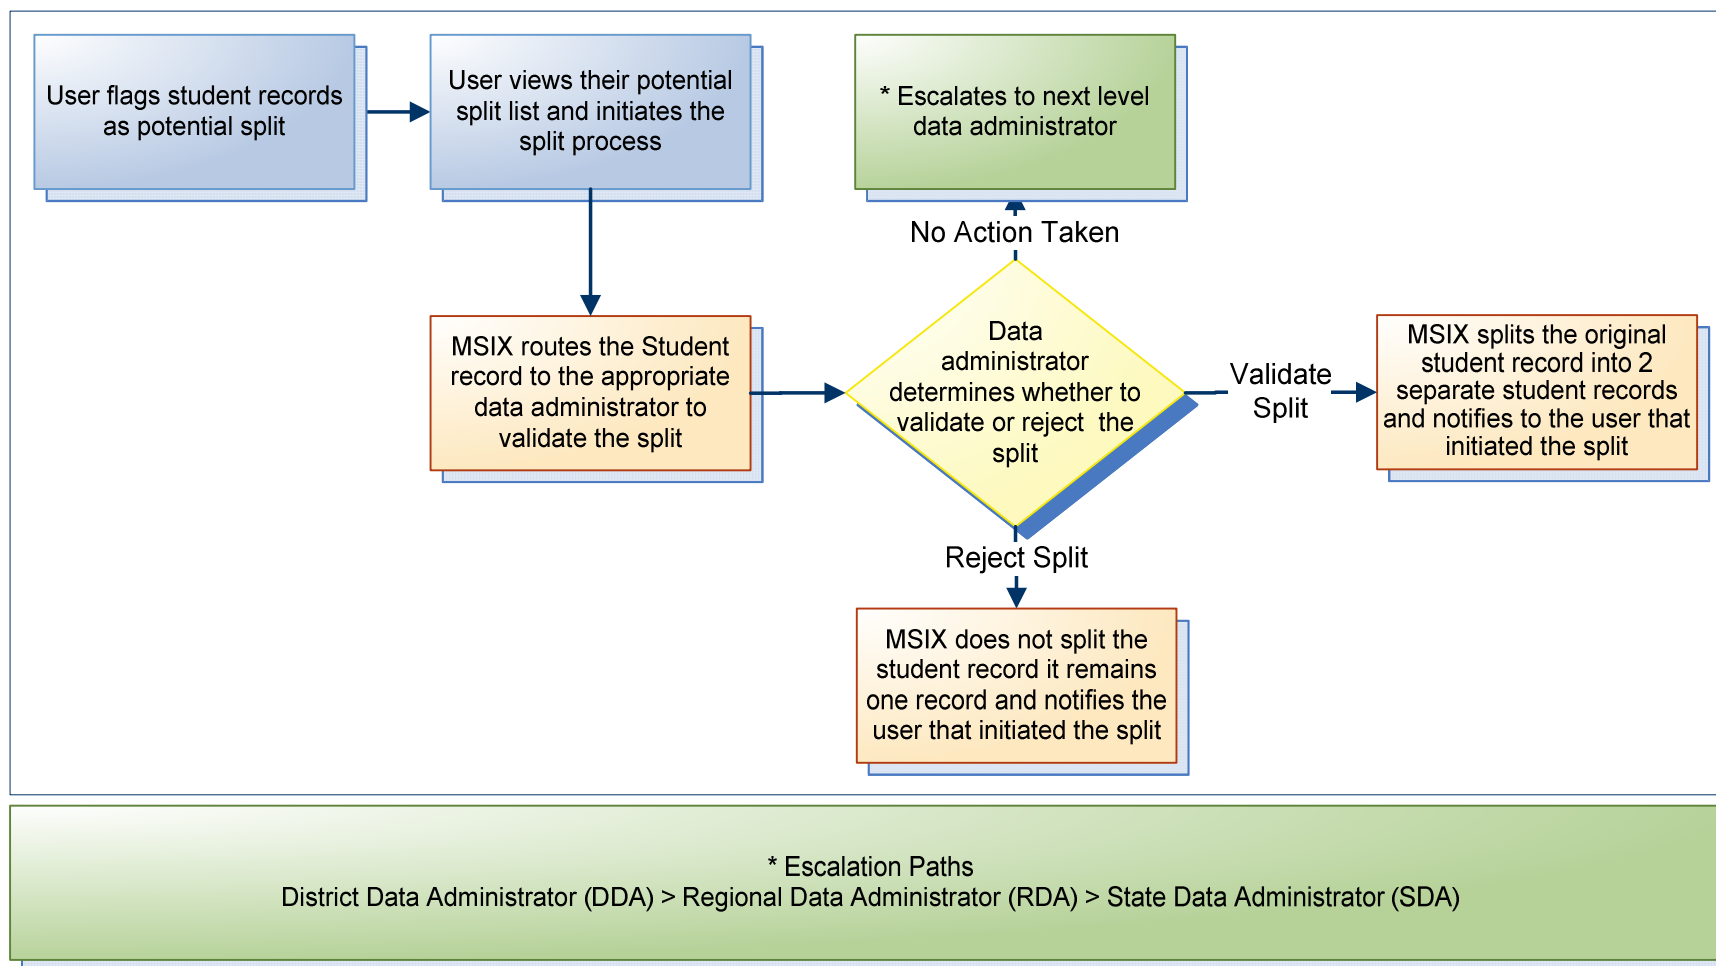 User flags student records
as potential split
User views their potential
split list and initiates the
split process
* Escalates to next level
data administrator
No Action Taken
MSIX routes the Student
record to the appropriate
data administrator to
validate the split
Data
administrator
determines whether to
validate or reject  the
split
Validate
Split
MSIX splits the original
student record into 2
separate student records
and notifies to the user that
initiated the split
Reject Split
MSIX does not split the
student record it remains
one record and notifies the
user that initiated the split
* Escalation Paths
District Data Administrator (DDA) > Regional Data Administrator (RDA) > State Data Administrator (SDA)